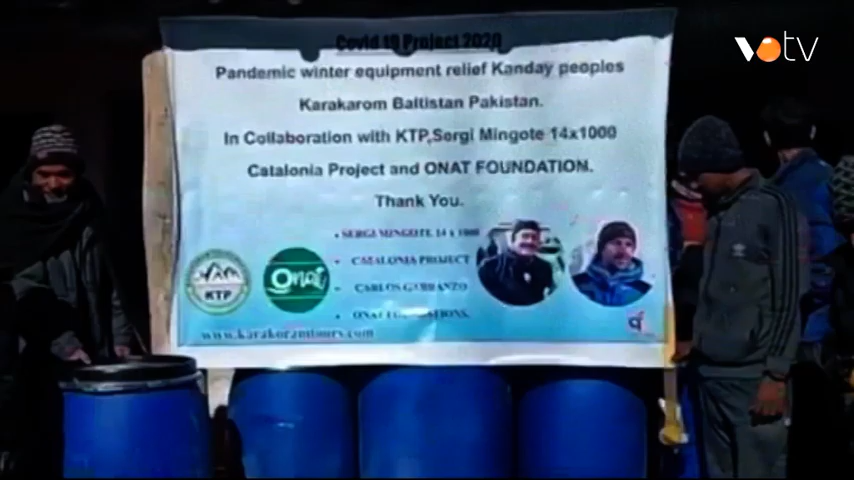 votv
Covid 19 Project 2020
Pandemic winter equipment relief Kanday peoples
Karakarom Baltistan Pakistan.
In Collaboration with KTP,Sergi Mingote 14x1000
Catalonia Project and ONAT FOUNDATION.
Thank You.
SERGI MINGOTE 14 x 1000
CATALONIA PROJECT
CARLOS GARRANZO
ONAT
KTP
Onat
www.karakoramtours.com